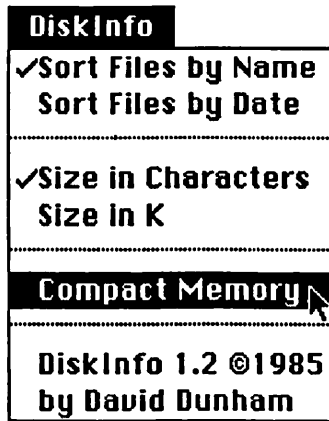 DiskInfo
✓Sort Files by Name
Sort Files by Date
✓Size in Characters
Size in K
Compact Memory
DiskInfo 1.2 ©1985
by David Dunham